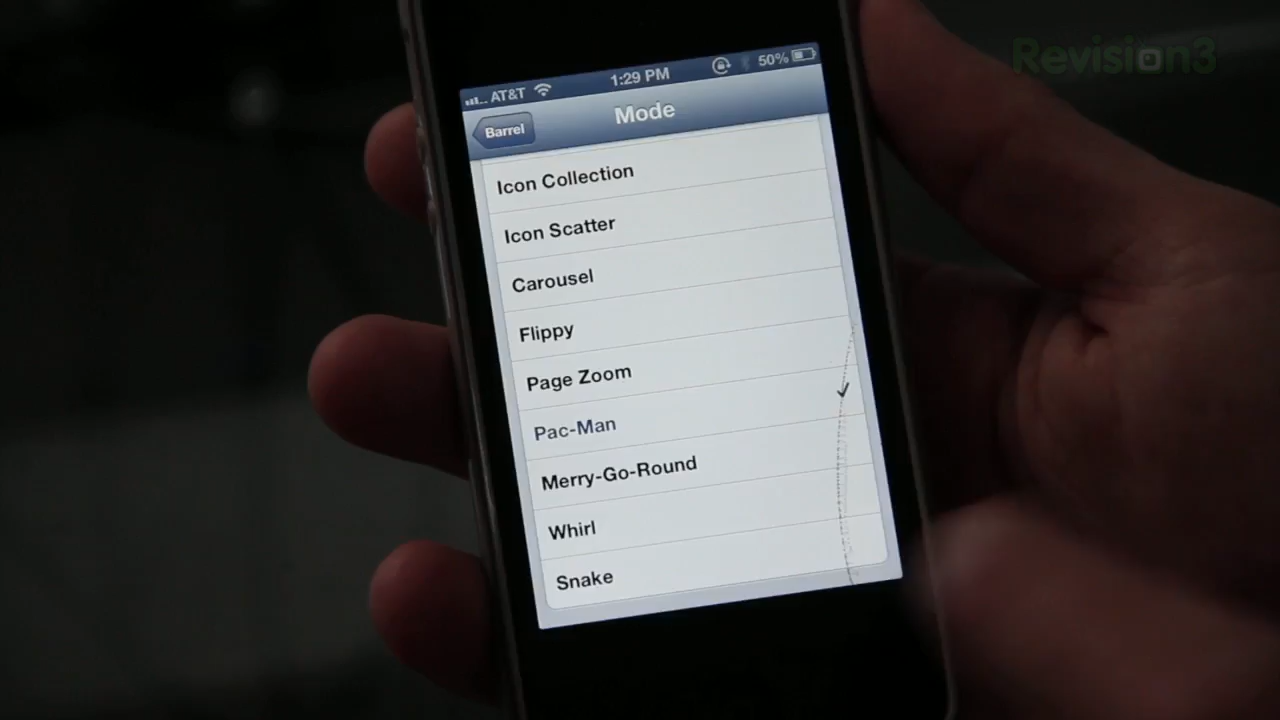 Revision3
AT&T 1:29 PM 50%
Barrel Mode
Icon Collection
Icon Scatter
Carousel
Flippy
Page Zoom
Pac-Man
Merry-Go-Round
Whirl
Snake